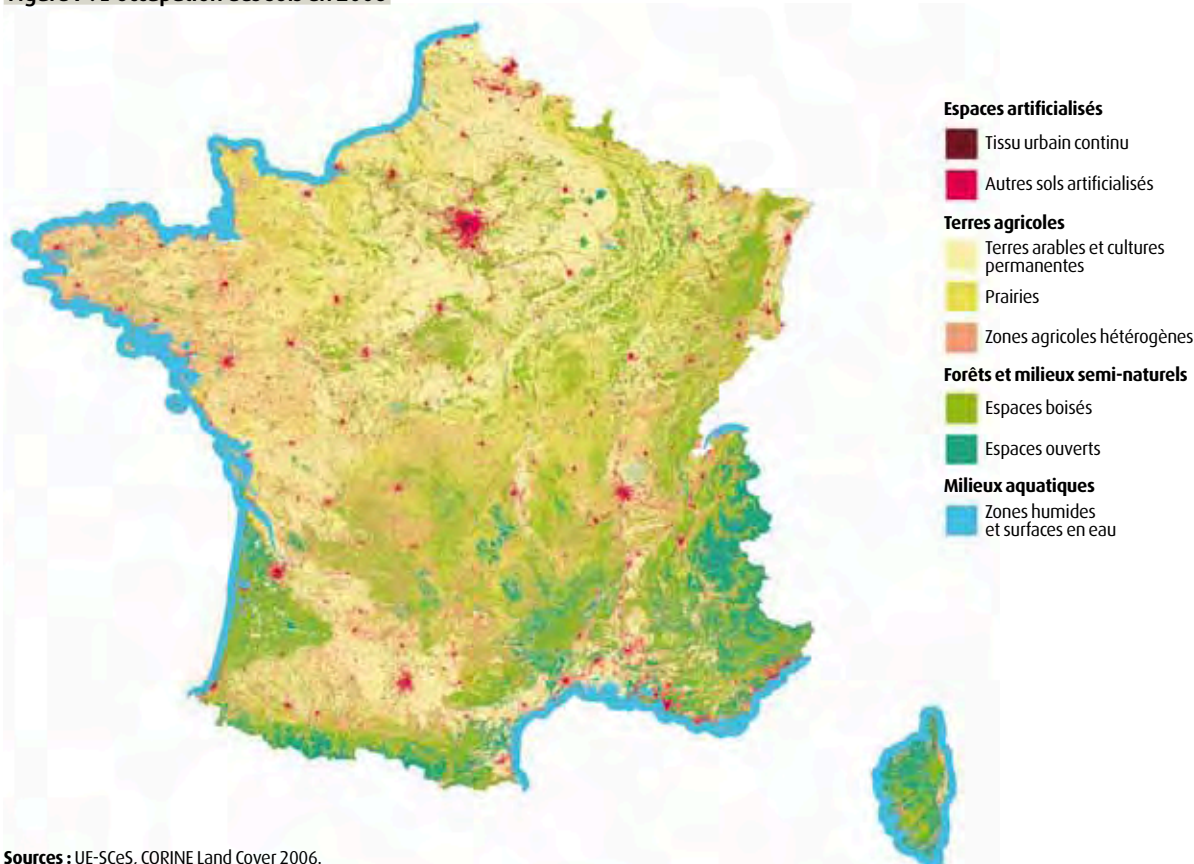 Espaces artificialisés
Tissu urbain continu
Autres sols artificialisés
Terres agricoles
Terres arables et cultures
permanentes
Prairies
Zones agricoles hétérogènes
Forêts et milieux semi-naturels
Espaces boisés
Espaces ouverts
Milieux aquatiques
Zones humides
et surfaces en eau
Sources : UE-SCeS, CORINE Land Cover 2006.